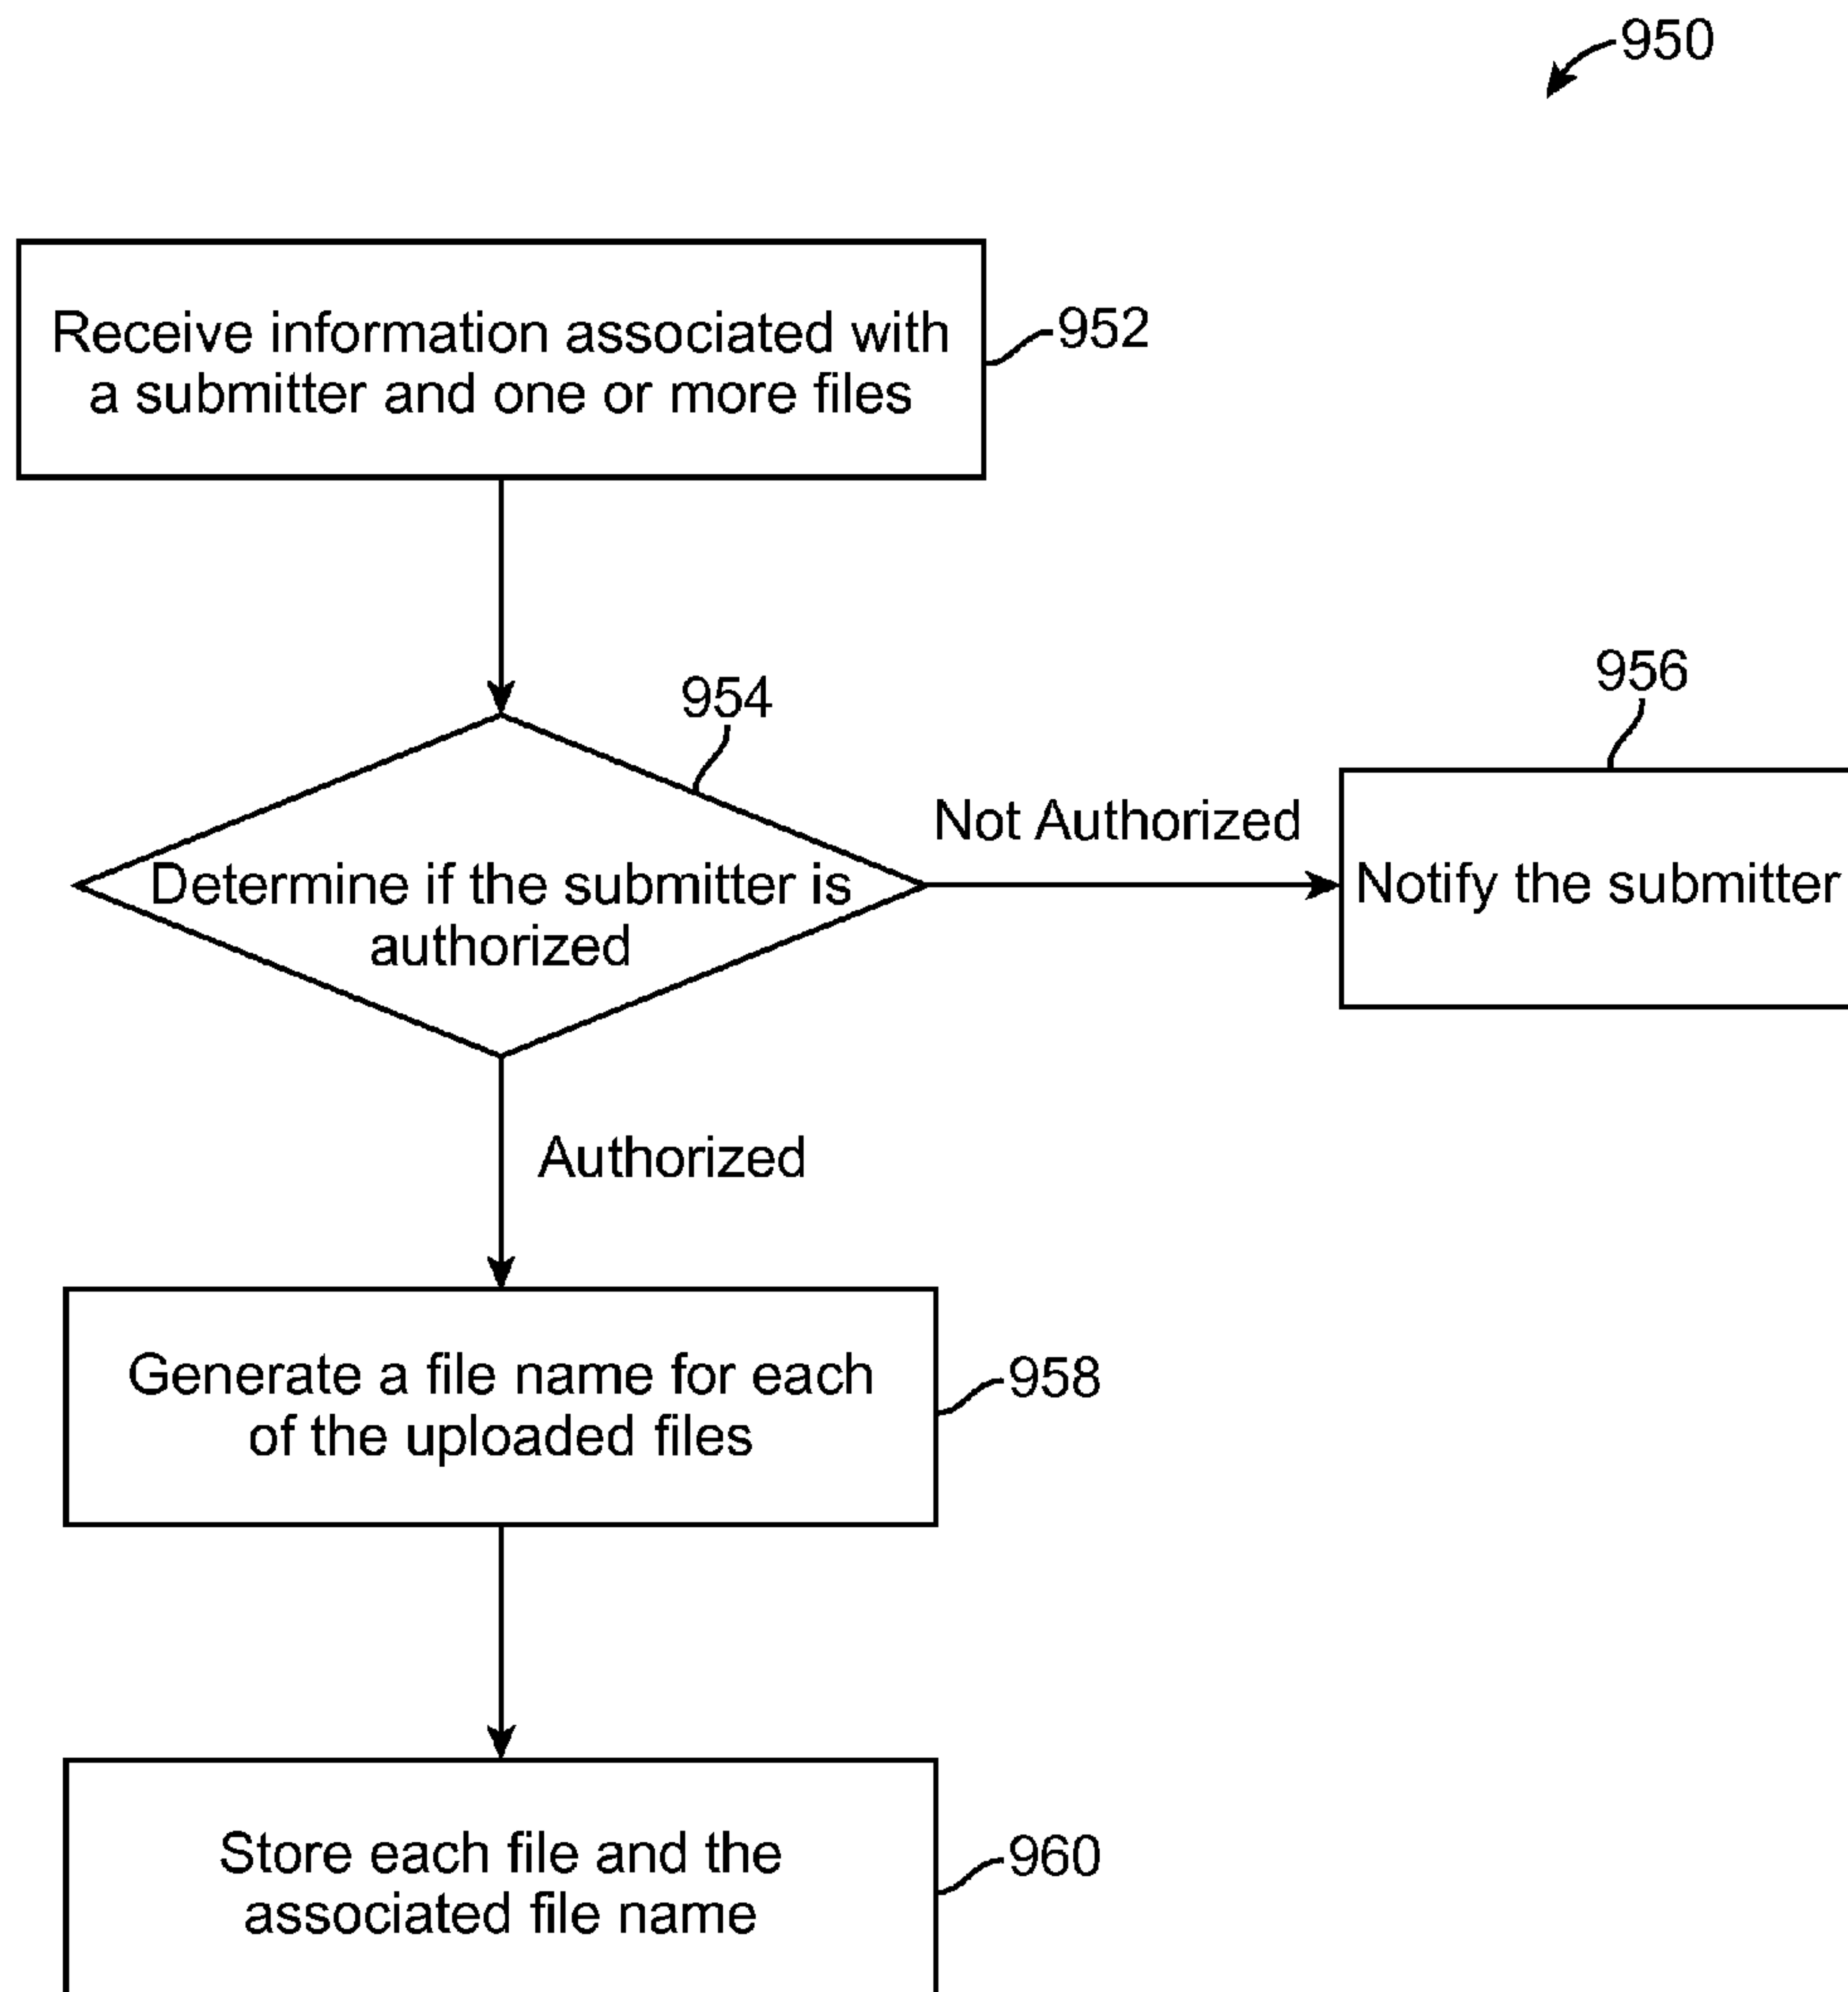 950
Receive information associated with
a submitter and one or more files
952
954
956
Not Authorized
Determine if the submitter is
authorized
Notify the submitter
Authorized
Generate a file name for each
of the uploaded files
958
Store each file and the
associated file name
960